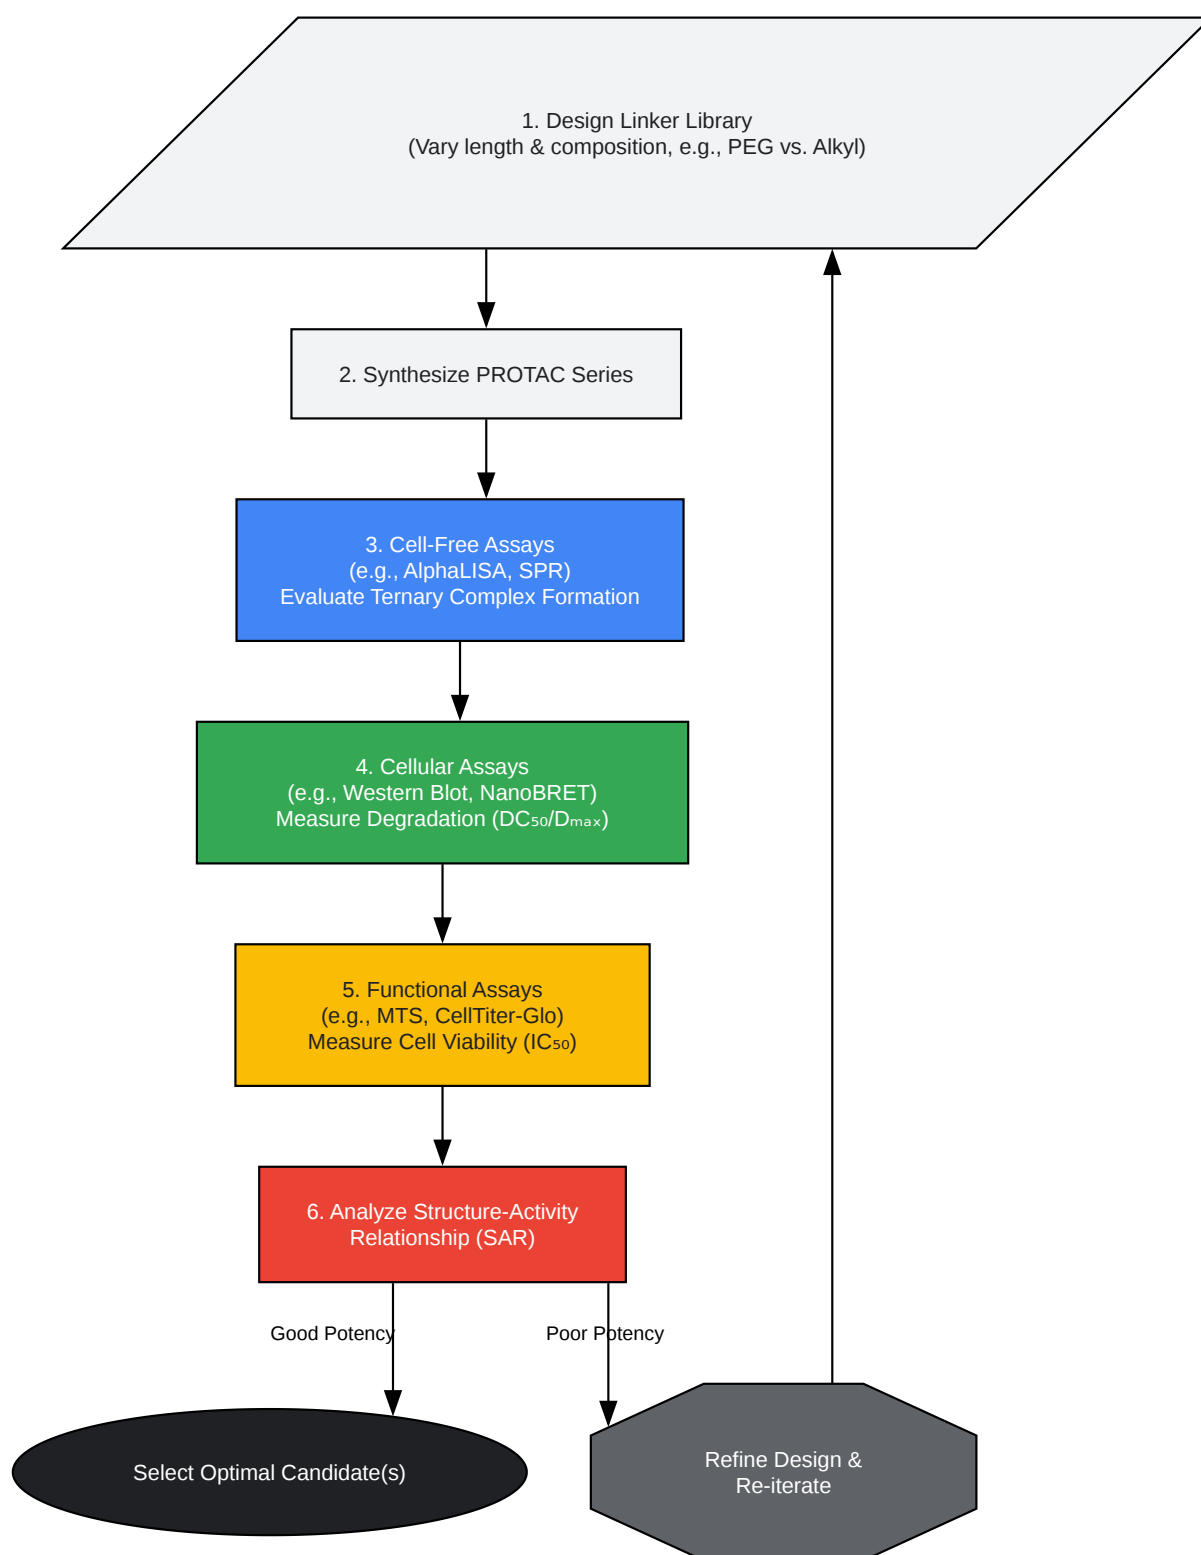 1. Design Linker Library
(Vary length & composition, e.g., PEG vs. Alkyl)
2. Synthesize PROTAC Series
3. Cell-Free Assays
(e.g., AlphaLISA, SPR)
Evaluate Ternary Complex Formation
4. Cellular Assays
(e.g., Western Blot, NanoBRET)
Measure Degradation (DC₅₀/Dₘₐₓ)
5. Functional Assays
(e.g., MTS, CellTiter-Glo)
Measure Cell Viability (IC₅₀)
6. Analyze Structure-Activity
Relationship (SAR)
Good Potency
Poor Potency
Select Optimal Candidate(s)
Refine Design &
Re-iterate